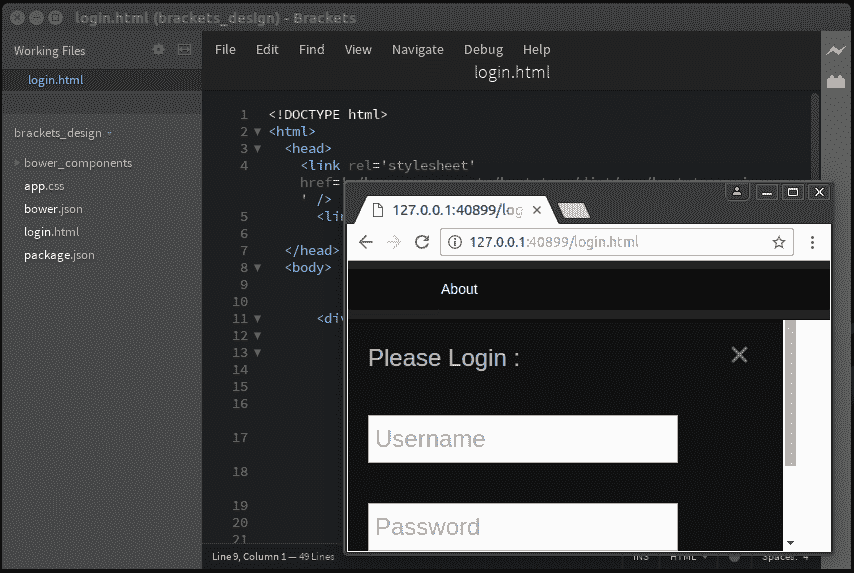 login.html (brackets_design) - Brackets
Working Files
login.html
brackets_design
bower_components
app.css
bower.json
login.html
package.json
File Edit Find View Navigate Debug Help
login.html
1 <!DOCTYPE html>
2 <html>
3 <head>
4 <link rel='stylesheet'
' />
5
6
7 </head>
8 <body>
9
10
11 <div
12
13
14
15
16
17
18
19
20
21
Line 9, Column 1 — 49 Lines
INS HTML Spaces: 4
127.0.0.1:40899/log
127.0.0.1:40899/login.html
About
Please Login :
Username
Password